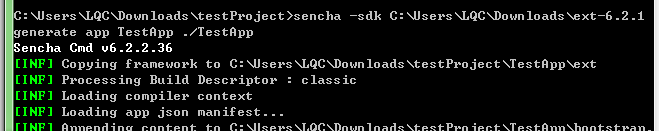 C:\Users\LQC\Downloads\testProject>sencha -sdk C:\Users\LQC\Downloads\ext-6.2.1
generate app TestApp ./TestApp
Sencha Cmd v6.2.2.36
[INF] Copying framework to C:\Users\LQC\Downloads\testProject\TestApp\ext
[INF] Processing Build Descriptor : classic
[INF] Loading compiler context
[INF] Loading app json manifest...
[INF] Appending content to C:\Users\LQC\Downloads\testProject\TestApp\bootstrap